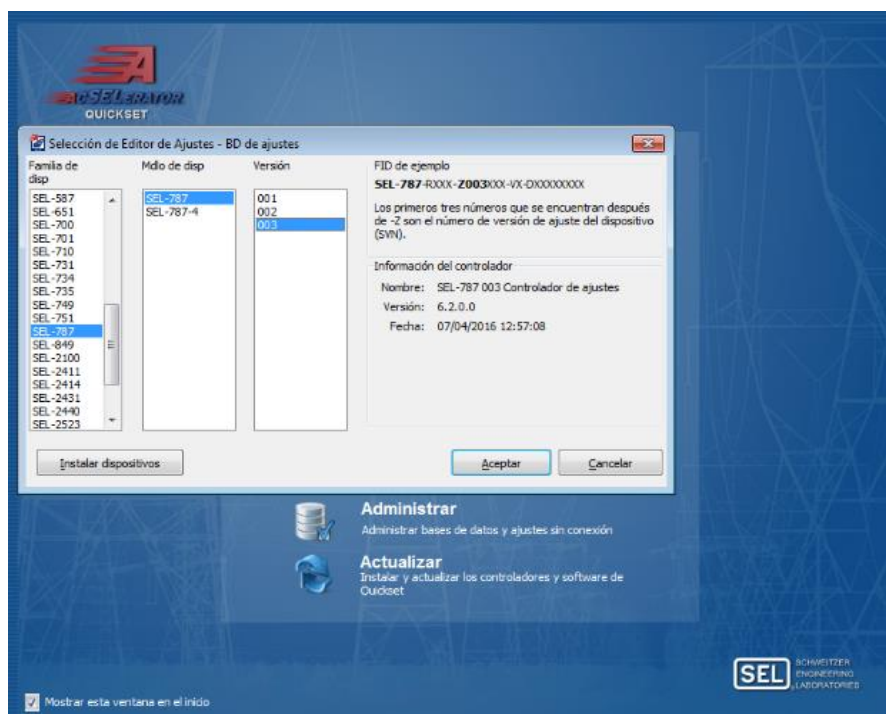 ACSELERATOR
QUICKSET
Selección de Editor de Ajustes - BD de ajustes
Familia de
disp
SEL-587
SEL-651
SEL-700
SEL-701
SEL-710
SEL-731
SEL-734
SEL-735
SEL-749
SEL-751
SEL-787
SEL-849
SEL-2100
SEL-2411
SEL-2414
SEL-2431
SEL-2440
SEL-2523
Mdlo de disp
SEL-787
SEL-787-4
Versión
001
002
003
FID de ejemplo
SEL-787-RXXX-Z003XXX-VX-DXXXXXXXX
Los primeros tres números que se encuentran después
de -Z son el número de versión de ajuste del dispositivo
(SVN).
Información del controlador
Nombre: SEL-787 003 Controlador de ajustes
Versión: 6.2.0.0
Fecha: 07/04/2016 12:57:08
Instalar dispositivos
Aceptar
Cancelar
Administrar
Administrar bases de datos y ajustes sin conexión
Actualizar
Instalar y actualizar los controladores y software de
Quickset
SEL
SCHWEITZER
ENGINEERING
LABORATORIES
Mostrar esta ventana en el inicio